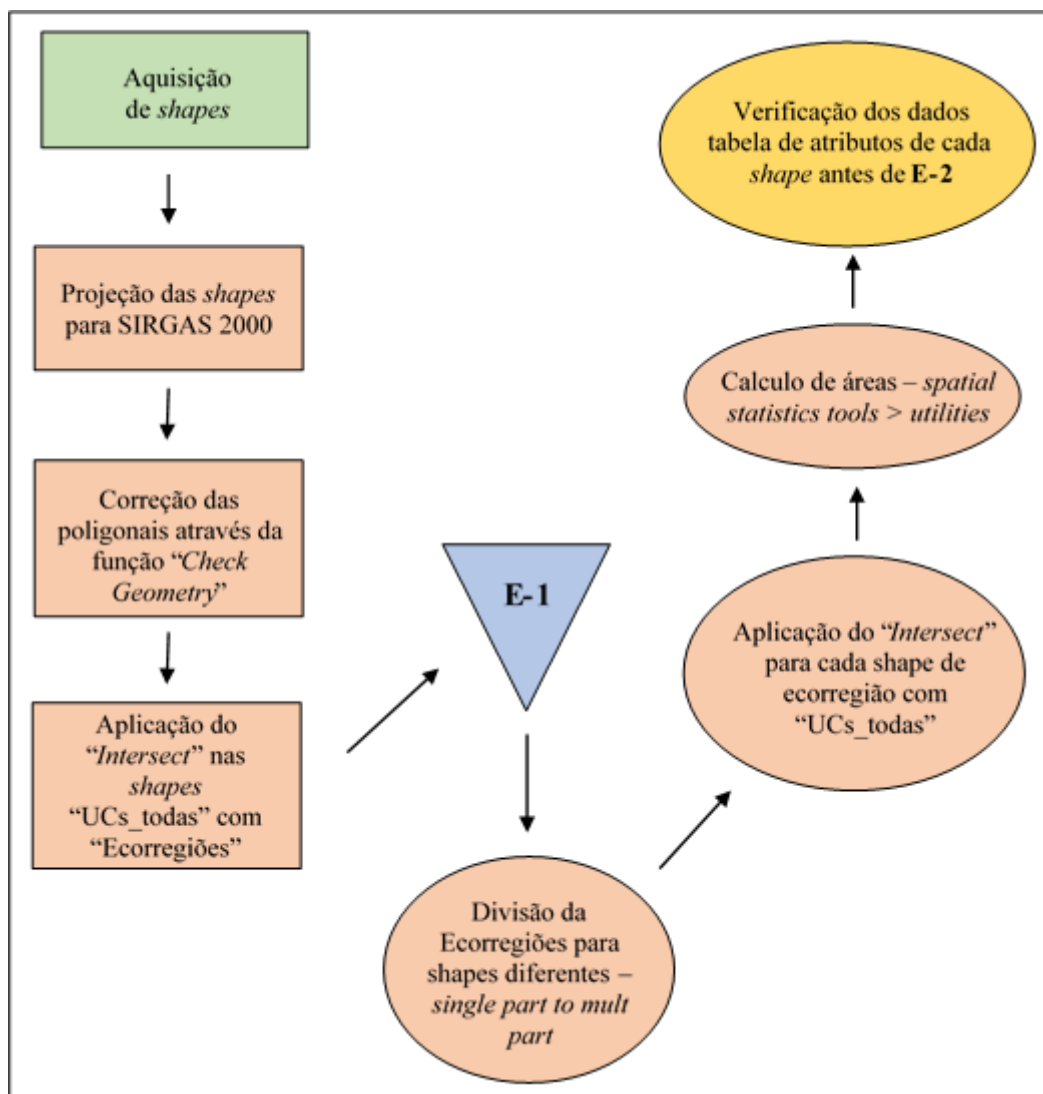 Aquisição
de shapes
Projeção das shapes
para SIRGAS 2000
Correção das
poligonais através da
função “Check
Geometry”
Aplicação do
“Intersect” nas
shapes
“UCs_todas” com
“Ecorregiões”
E-1
Divisão da
Ecorregiões para
shapes diferentes –
single part to mult
part
Aplicação do “Intersect”
para cada shape de
ecorregião com
“UCs_todas”
Calculo de áreas – spatial
statistics tools > utilities
Verificação dos dados
tabela de atributos de cada
shape antes de E-2